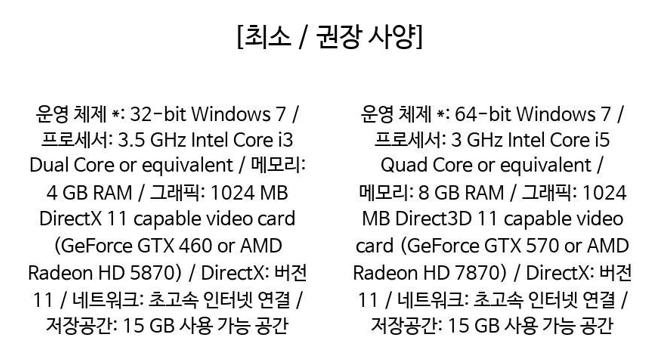 [최소 / 권장 사양]
운영 체제 *: 32-bit Windows 7 /
프로세서: 3.5 GHz Intel Core i3
Dual Core or equivalent / 메모리:
4 GB RAM / 그래픽: 1024 MB
DirectX 11 capable video card
(GeForce GTX 460 or AMD
Radeon HD 5870) / DirectX: 버전
11 / 네트워크: 초고속 인터넷 연결 /
저장공간: 15 GB 사용 가능 공간
운영 체제 *: 64-bit Windows 7 /
프로세서: 3 GHz Intel Core i5
Quad Core or equivalent /
메모리: 8 GB RAM / 그래픽: 1024
MB Direct3D 11 capable video
card (GeForce GTX 570 or AMD
Radeon HD 7870) / DirectX: 버전
11 / 네트워크: 초고속 인터넷 연결 /
저장공간: 15 GB 사용 가능 공간